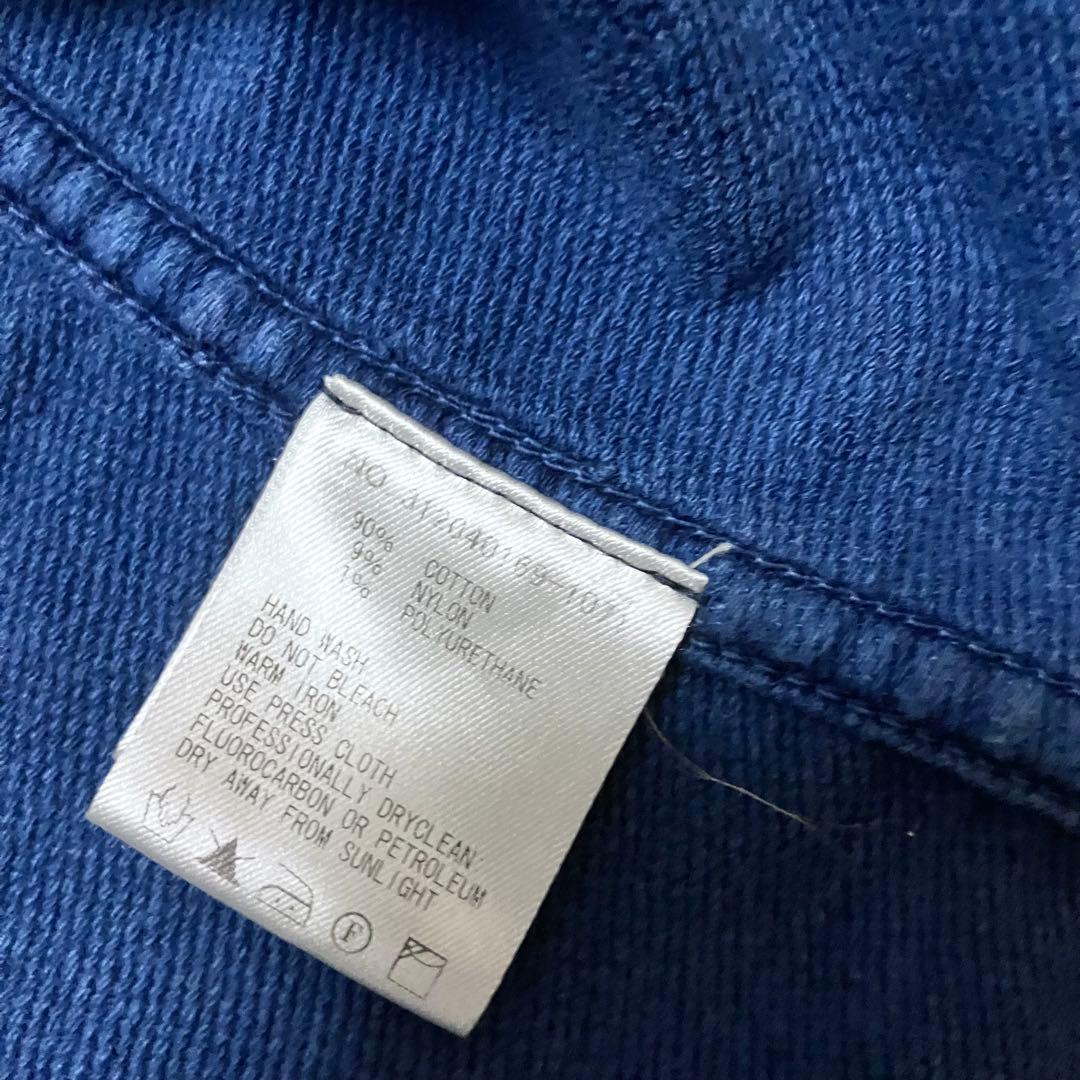 NO
90% COTTON
9% NYLON
1% POLYURETHANE
HAND WASH
DO NOT BLEACH
WARM IRON
USE PRESS CLOTH
PROFESSIONALLY DRYCLEAN:
FLUOROCARBON OR PETROLEUM
DRY AWAY FROM SUNLIGHT
F